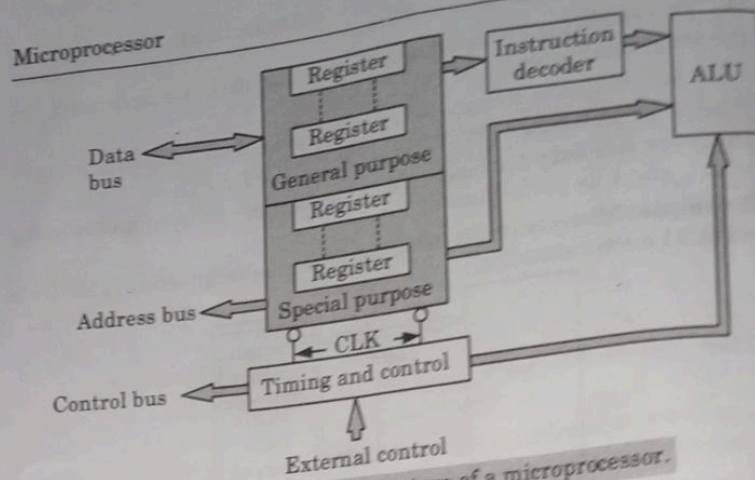 Microprocessor
Register
Instruction
decoder
ALU
Register
General purpose
Data
bus
Register
Register
Special purpose
Address bus
CLK
Timing and control
Control bus
External control
of a microprocessor.